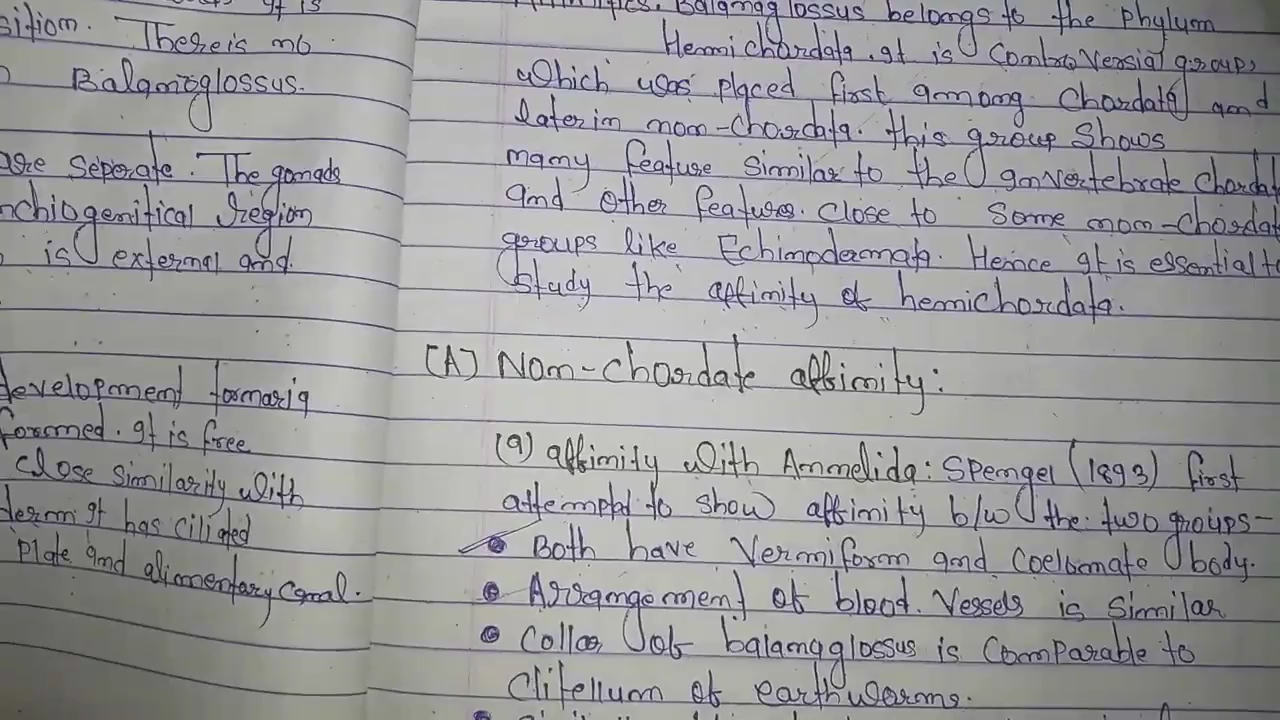 sition. There is no
Balanoglossus.
are Seperate. The gonads
nchiogenitical region
is external and
development tornaria
formed. It is free
close similarity with
derm it has ciliated
plate and alimentary canal.
Balanoglossus belongs to the phylum
Hemichordata. It is Controversial group,
which was placed first among Chordata and
later in non-chordata. this group Shows
many feature similar to the invertebrate Chordat
and other features close to Some non-chordat
groups like Echinodermata. Hence It is essential to
Study the affinity of hemichordata.
(A) Non-chordate affinity:
(a) affinity with Annelida: Spengel (1893) first
attempted to show affinity b/w the two groups-
Both have Vermiform and Coelomate body.
Arrangement of blood Vessels is similar
Collar of balanoglossus is Comparable to
Clitellum of earthworms.